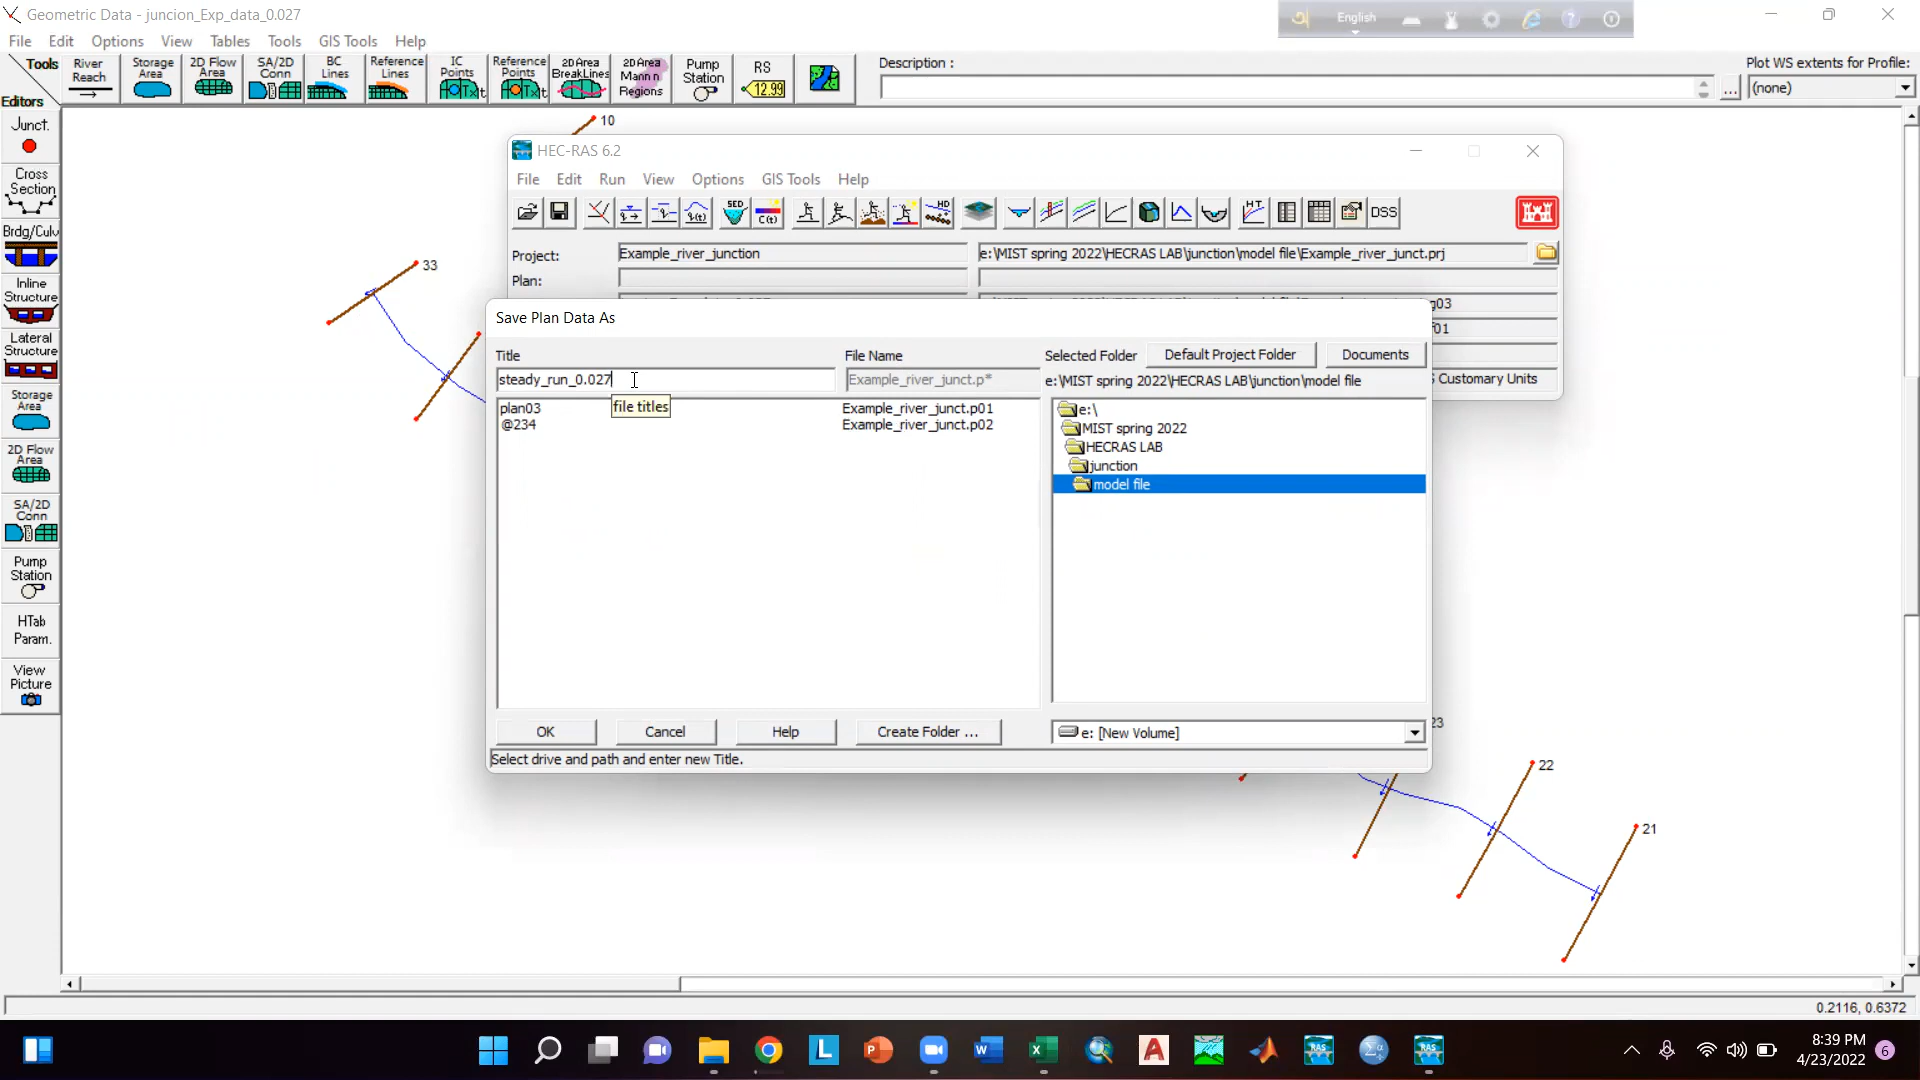 Geometric Data - juncion_Exp_data_0.027
English
File Edit Options View Tables Tools GIS Tools Help
Tools
Editors
River Reach
Storage Area
2D Flow Area
SA/2D Conn
BC Lines
Reference Lines
IC Points
Reference Points
2D Area BreakLines
2D Area Mann n Regions
Pump Station
RS
12.99
Description :
...
Plot WS extents for Profile:
(none)
Junct.
Cross Section
Brdg/Culv
Inline Structure
Lateral Structure
Storage Area
2D Flow Area
SA/2D Conn
Pump Station
HTab Param.
View Picture
10
33
23
22
21
HEC-RAS 6.2
File Edit Run View Options GIS Tools Help
SED
C(t)
HD
HT
DSS
Project: Example_river_junction e:\MIST spring 2022\HECRAS LAB\junction\model file\Example_river_junct.prj
Plan:
g03
01
S Customary Units
Save Plan Data As
Title File Name Selected Folder Default Project Folder Documents
steady_run_0.027 Example_river_junct.p* e:\MIST spring 2022\HECRAS LAB\junction\model file
file titles
plan03 Example_river_junct.p01
@234 Example_river_junct.p02
e:\
MIST spring 2022
HECRAS LAB
junction
model file
OK Cancel Help Create Folder ... e: [New Volume]
Select drive and path and enter new Title.
0.2116, 0.6372
8:39 PM
4/23/2022
6